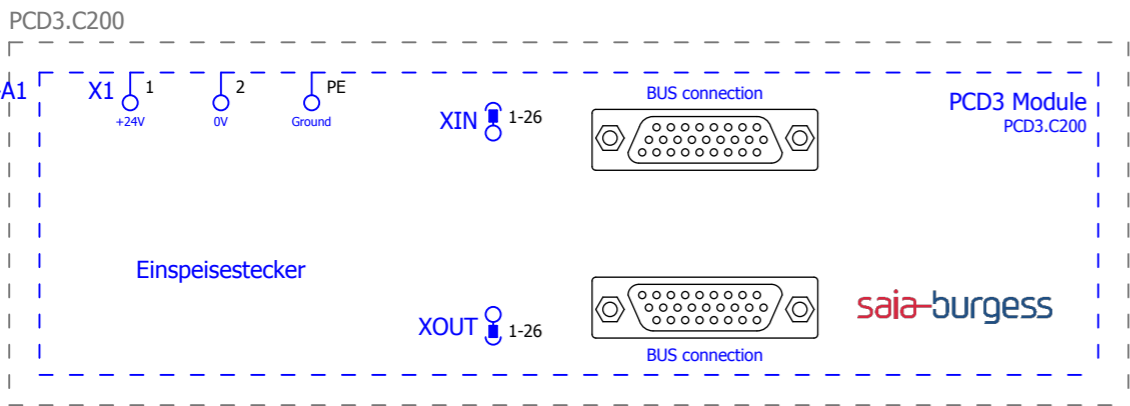 PCD3.C200
A1
X1
1
2
PE
+24V
0V
Ground
XIN
1-26
BUS connection
PCD3 Module
PCD3.C200
Einspeisestecker
XOUT
1-26
BUS connection
saia-burgess